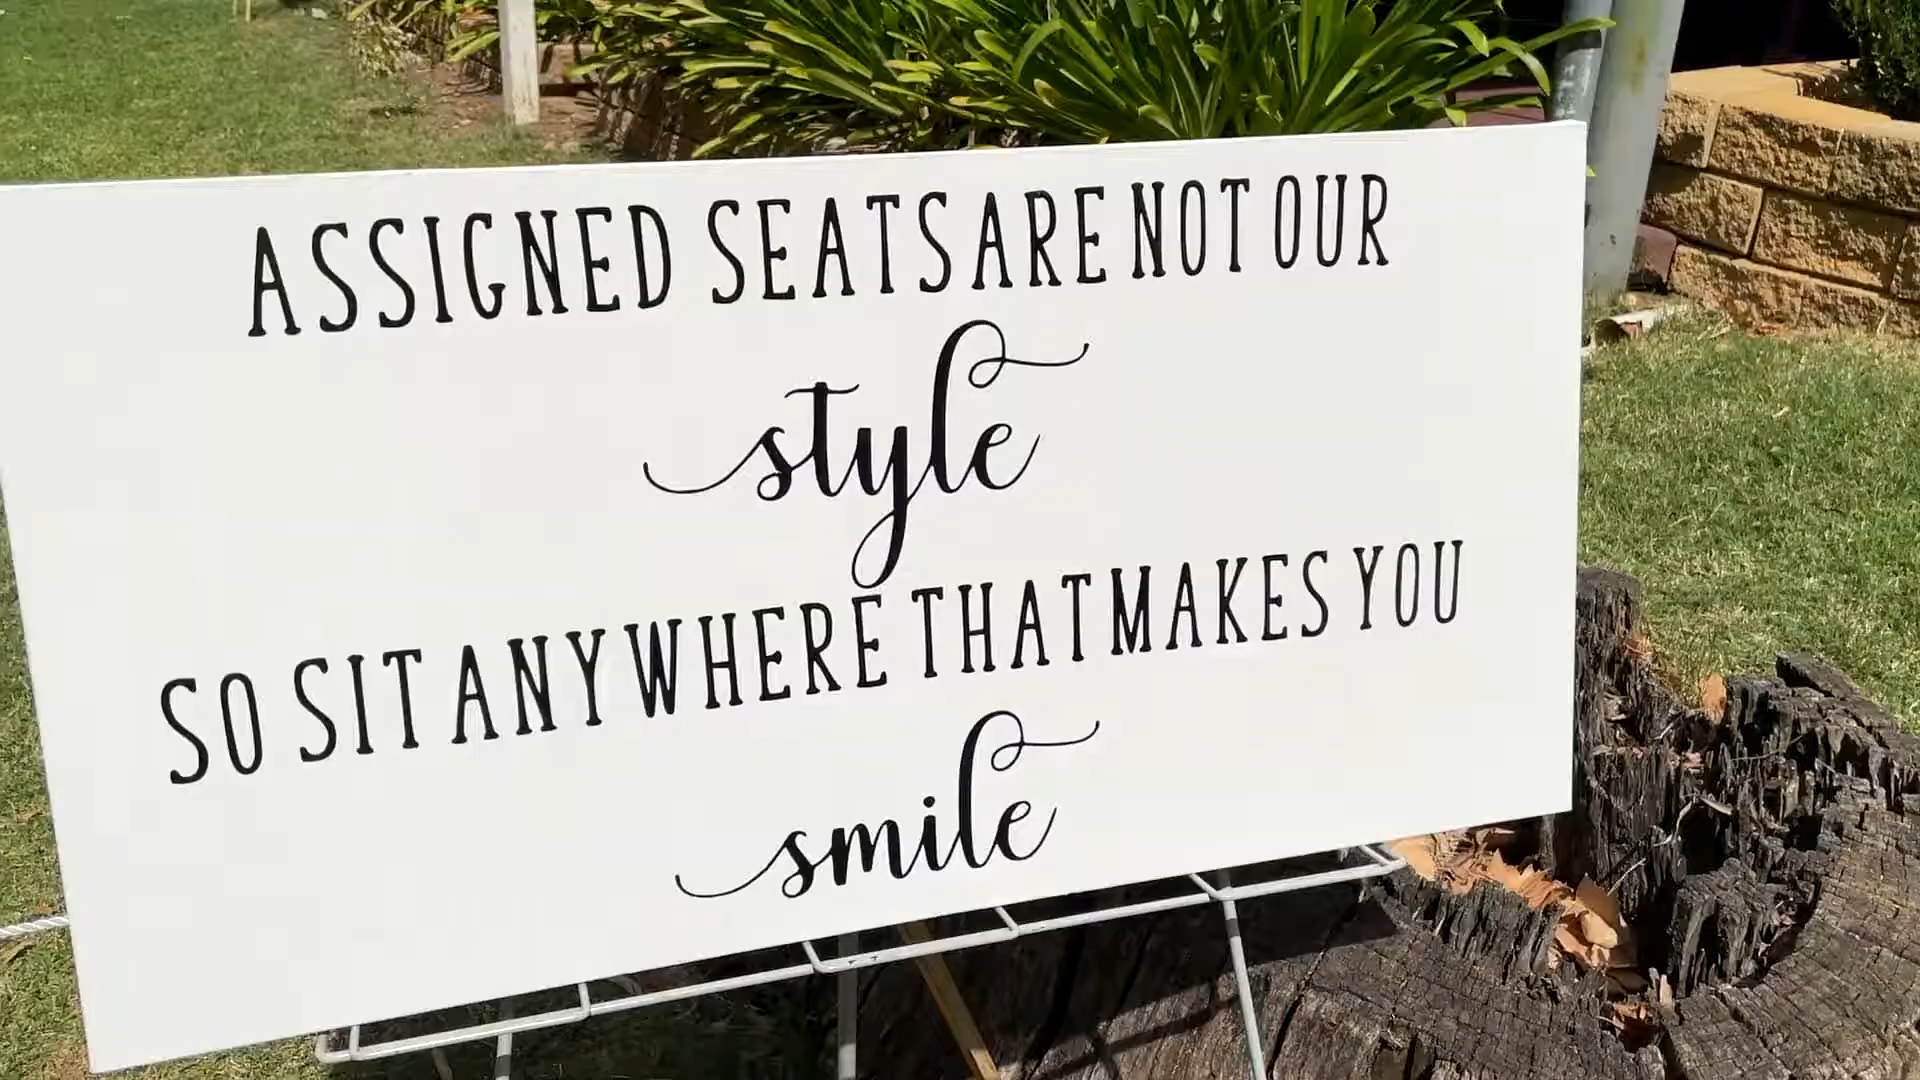 ASSIGNED SEATS ARE NOT OUR
style
SO SIT ANYWHERE THAT MAKES YOU
smile